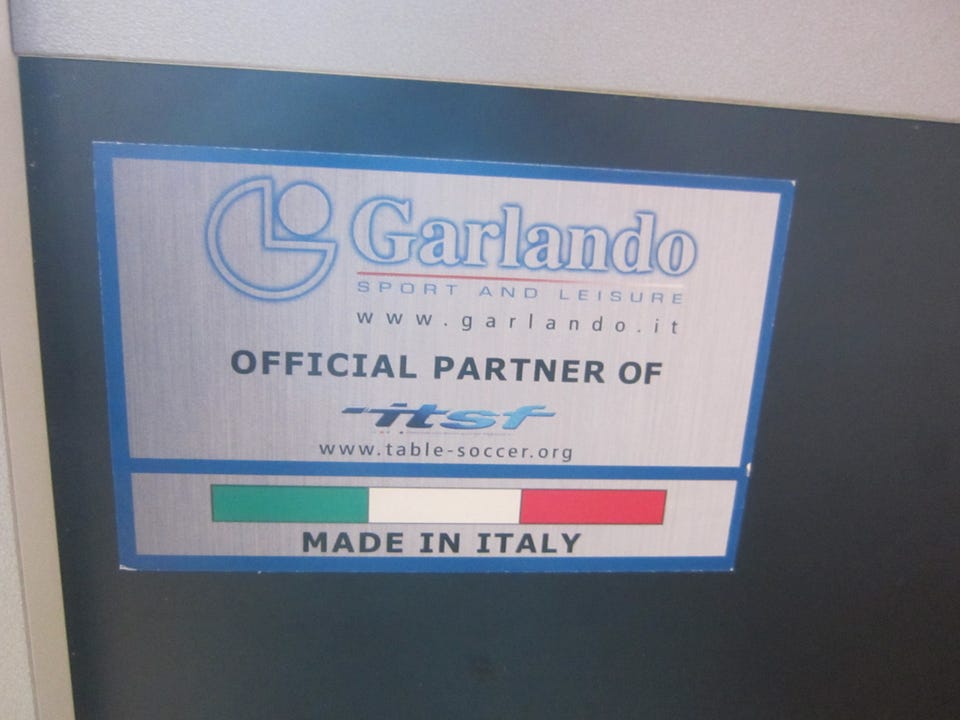 Garlando
SPORT AND LEISURE
www.garlando.it
OFFICIAL PARTNER OF
itsf
www.table-soccer.org
MADE IN ITALY